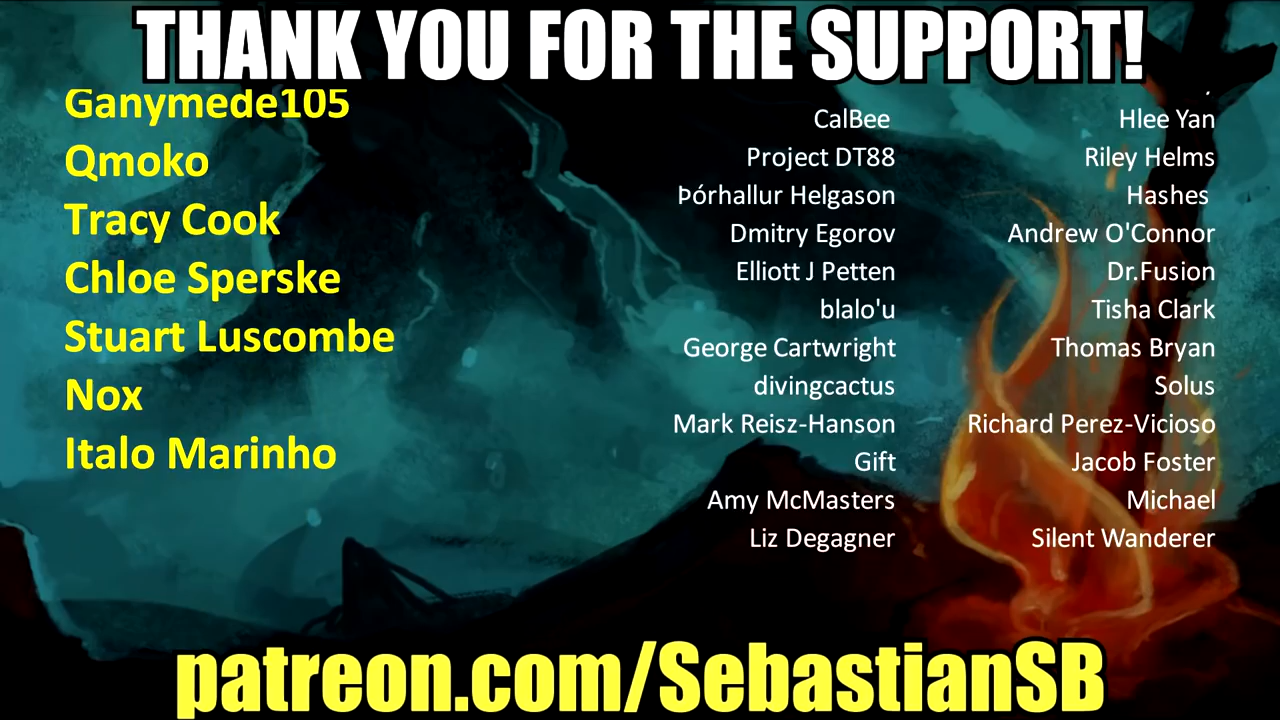 THANK YOU FOR THE SUPPORT!
Ganymede105
Qmoko
Tracy Cook
Chloe Sperske
Stuart Luscombe
Nox
Italo Marinho
CalBee
Project DT88
Þórhallur Helgason
Dmitry Egorov
Elliott J Petten
blalo'u
George Cartwright
divingcactus
Mark Reisz-Hanson
Gift
Amy McMasters
Liz Degagner
Hlee Yan
Riley Helms
Hashes
Andrew O'Connor
Dr.Fusion
Tisha Clark
Thomas Bryan
Solus
Richard Perez-Vicioso
Jacob Foster
Michael
Silent Wanderer
patreon.com/SebastianSB